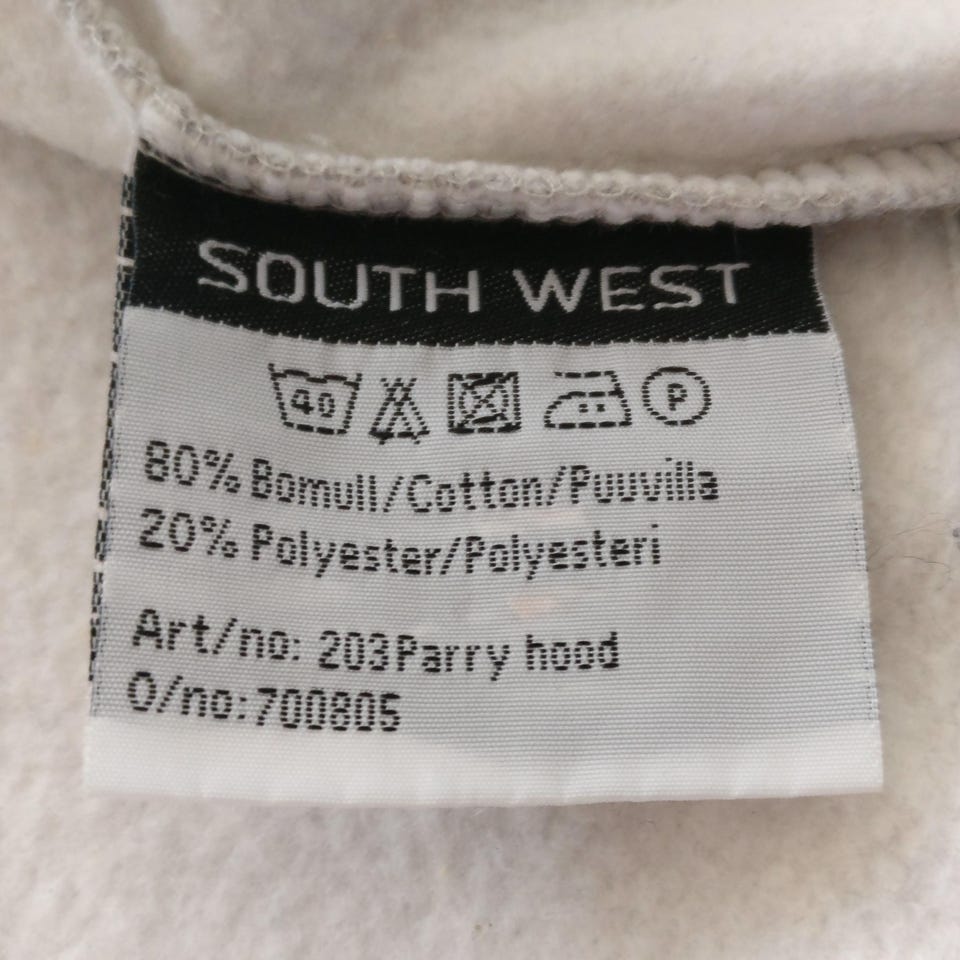 SOUTH WEST
40 P
80% Bomull/Cotton/Puuvilla
20% Polyester/Polyesteri
Art/no: 203Parry hood
O/no:700805